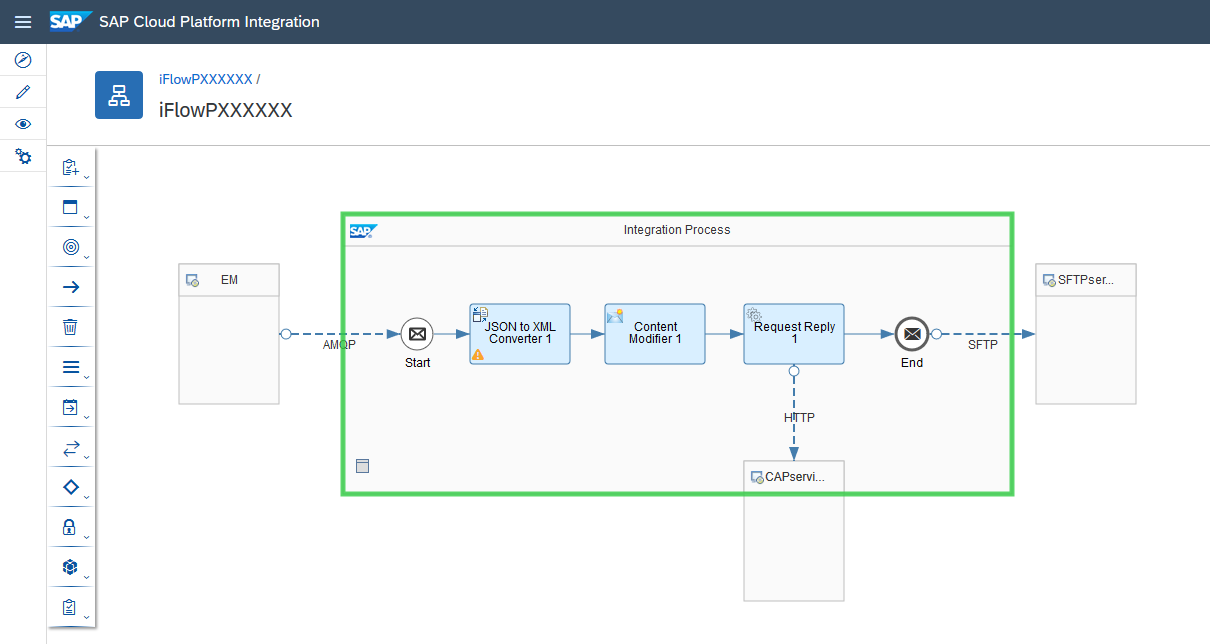 SAP SAP Cloud Platform Integration
iFlowPXXXXXX /
iFlowPXXXXXX
SAP Integration Process
EM
SFTPser...
JSON to XML
Converter 1
Content
Modifier 1
Request Reply
1
AMQP
Start
End
SFTP
HTTP
CAPservi...